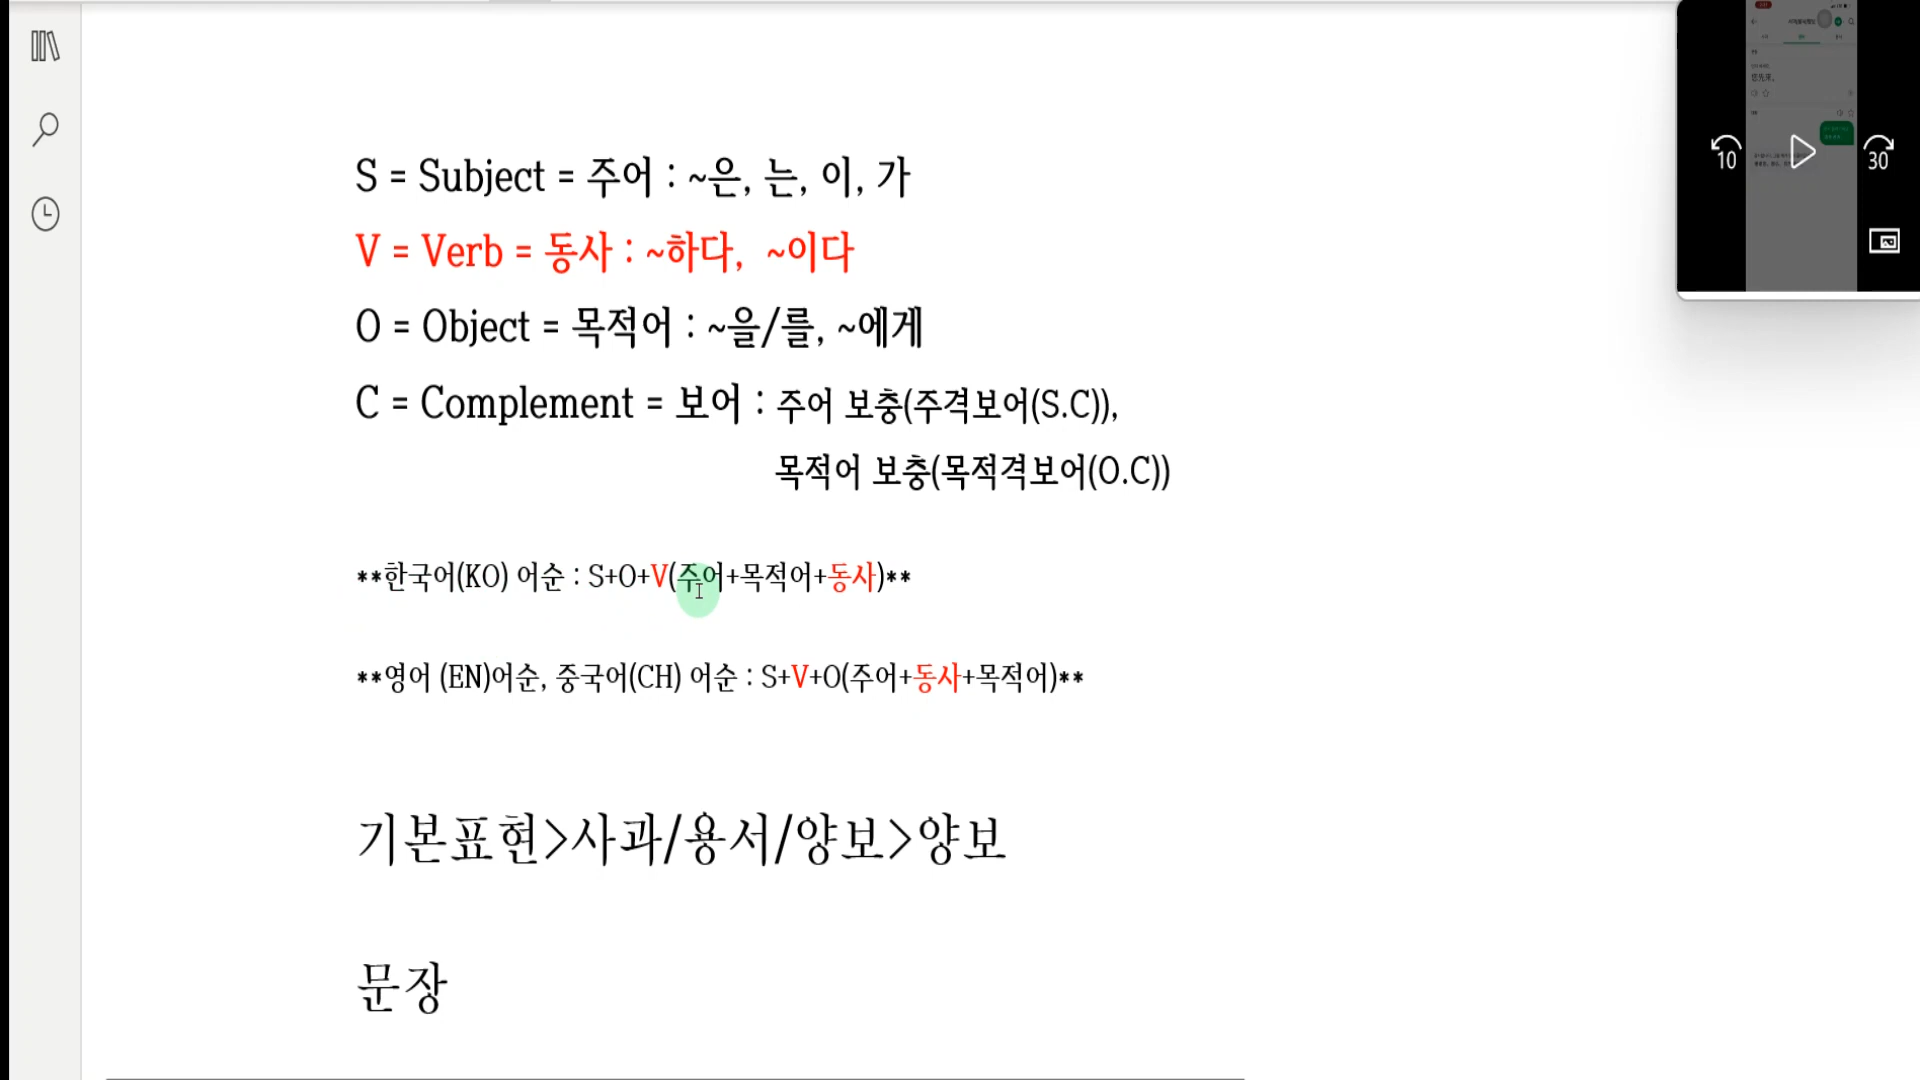 S = Subject = 주어 : ~은, 는, 이, 가
V = Verb = 동사 : ~하다, ~이다
O = Object = 목적어 : ~을/를, ~에게
C = Complement = 보어 : 주어 보충(주격보어(S.C)),
목적어 보충(목적격보어(O.C))
**한국어(KO) 어순 : S+O+V(주어+목적어+동사)**
**영어 (EN)어순, 중국어(CH) 어순 : S+V+O(주어+동사+목적어)**
기본표현>사과/용서/양보>양보
문장
10
30